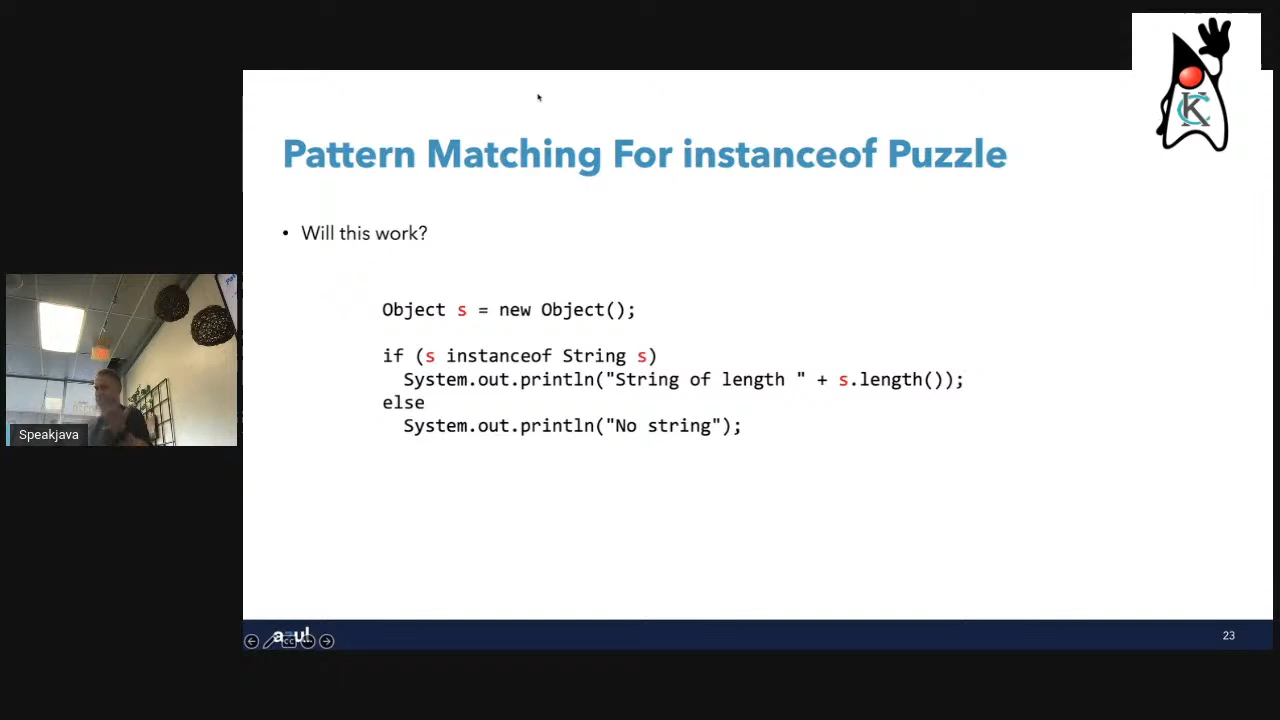 Pattern Matching For instanceof Puzzle
• Will this work?
Object s = new Object();
if (s instanceof String s)
System.out.println("String of length " + s.length());
else
System.out.println("No string");
Speakjava
azul
23